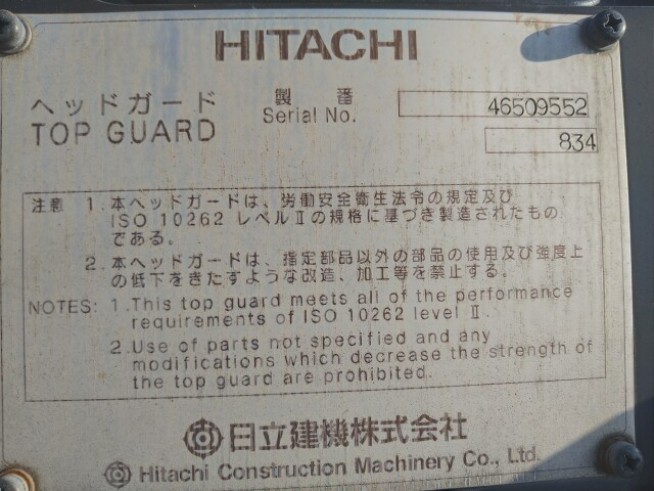 HITACHI
ヘッドガード 製番 46509552
TOP GUARD Serial No.
834
注意 1. 本ヘッドガードは、労働安全衛生法令の規定及び
ISO 10262 レベルⅡの規格に基づき製造されたもの
である。
2. 本ヘッドガードは、指定部品以外の部品の使用及び強度上
の低下をきたすような改造、加工等を禁止する。
NOTES: 1. This top guard meets all of the performance
requirements of ISO 10262 level Ⅱ.
2. Use of parts not specified and any
modifications which decrease the strength of
the top guard are prohibited.
日立建機株式会社
Hitachi Construction Machinery Co., Ltd.